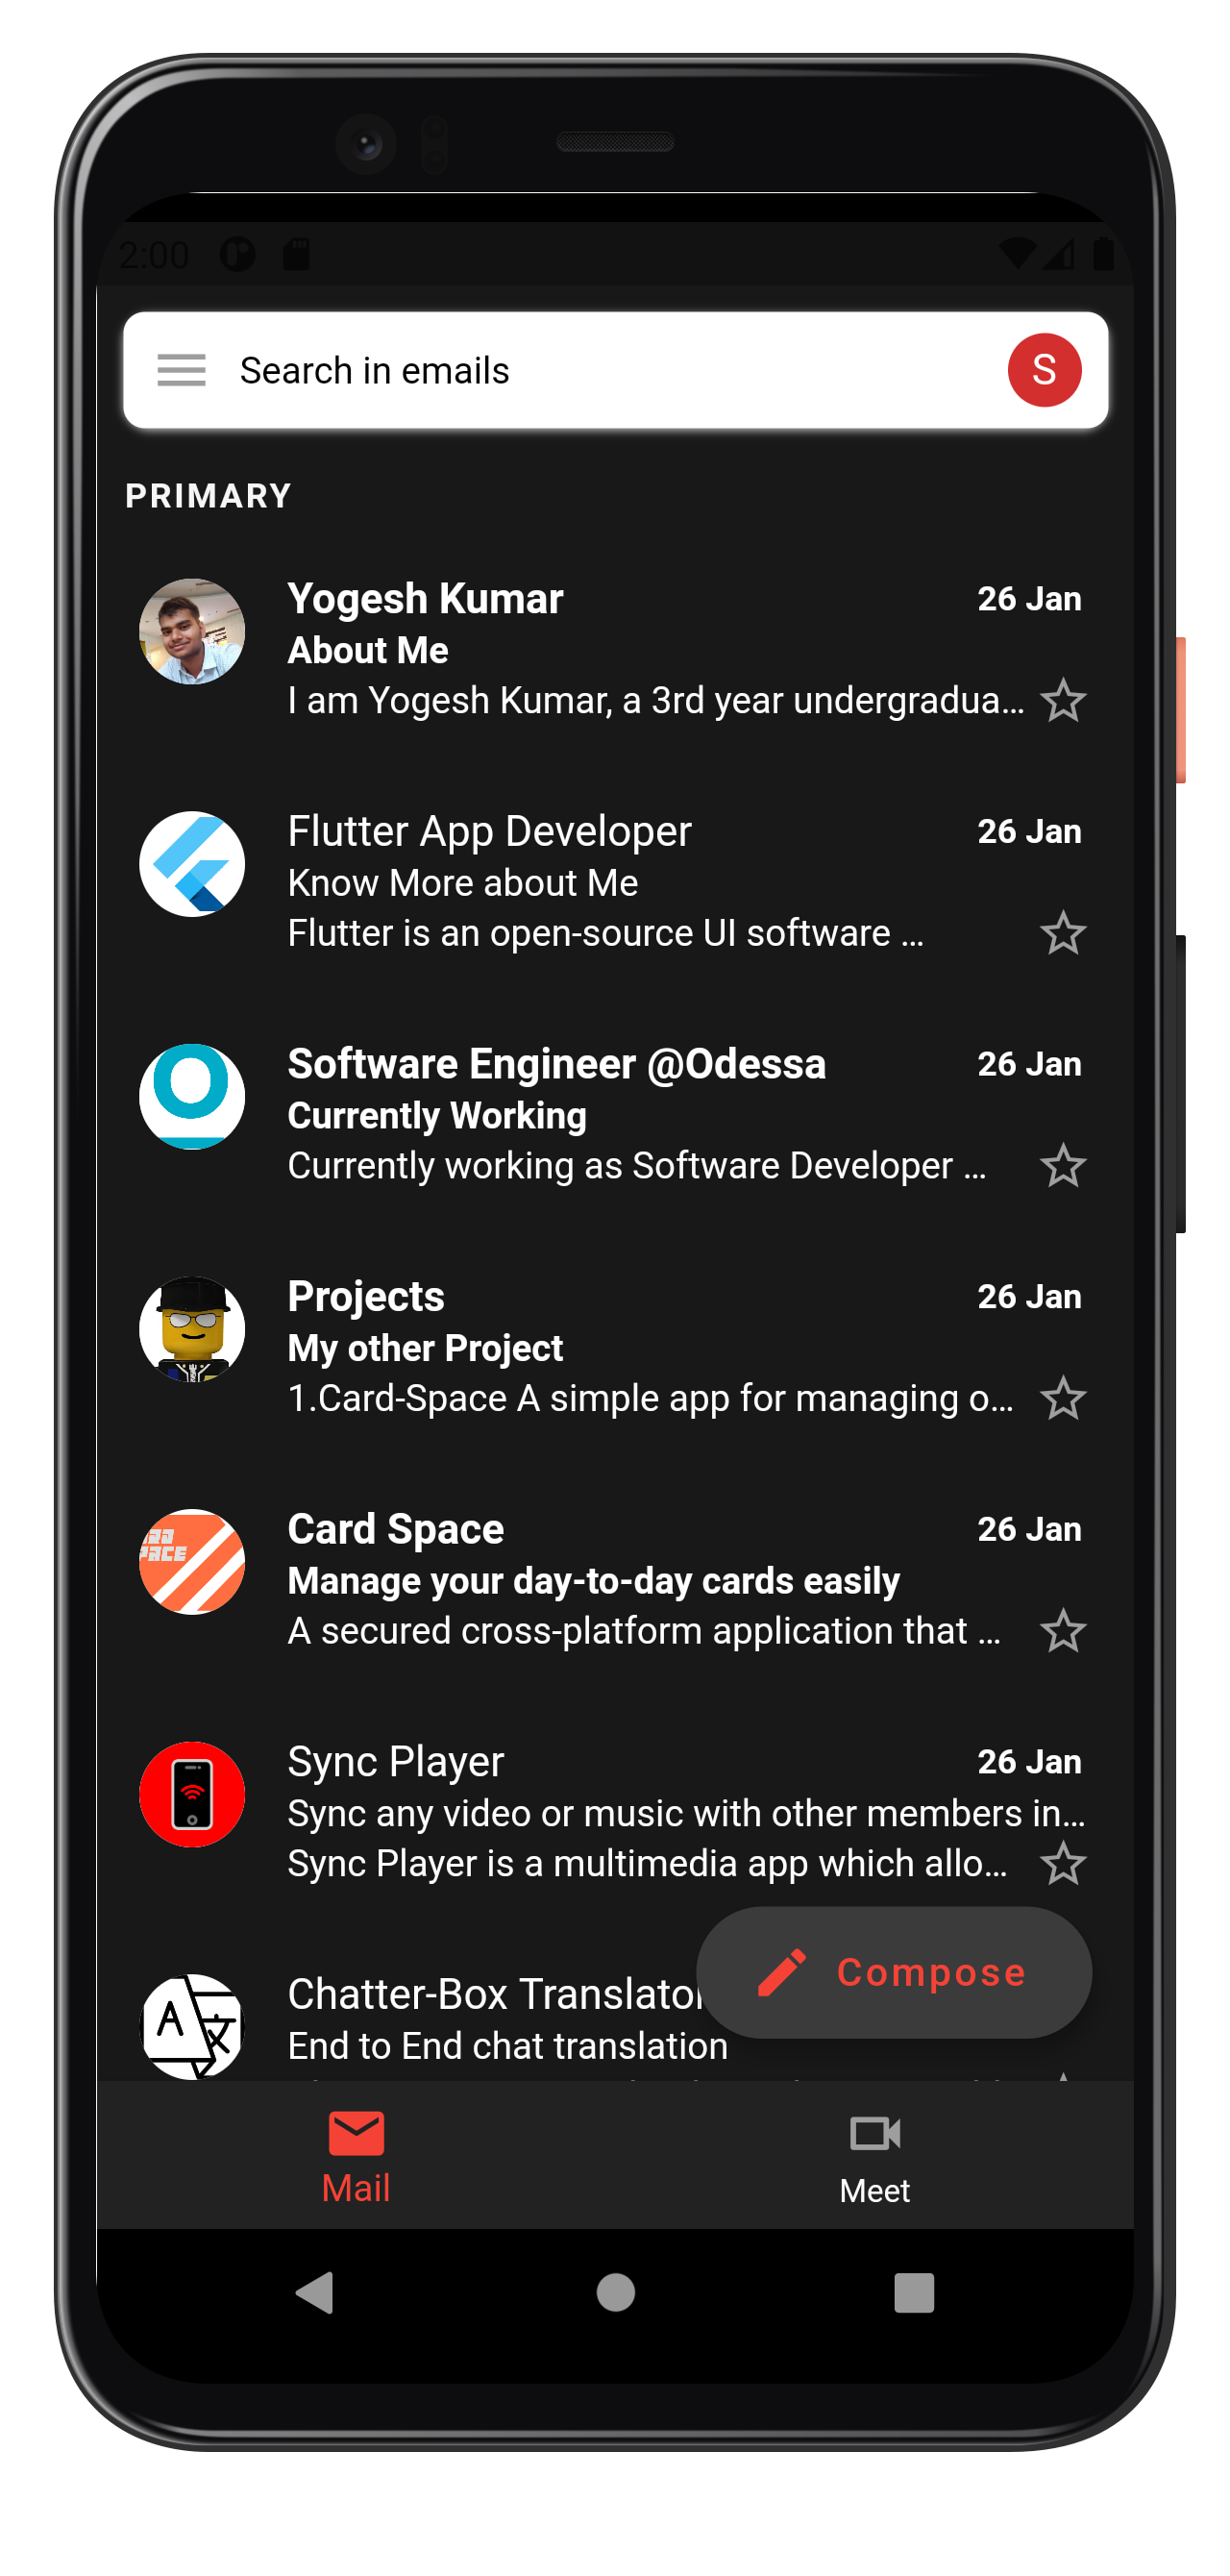 2:00
Search in emails
S
PRIMARY
Yogesh Kumar 26 Jan
About Me
I am Yogesh Kumar, a 3rd year undergradua...
Flutter App Developer 26 Jan
Know More about Me
Flutter is an open-source UI software ...
Software Engineer @Odessa 26 Jan
Currently Working
Currently working as Software Developer ...
Projects 26 Jan
My other Project
1.Card-Space A simple app for managing o...
Card Space 26 Jan
Manage your day-to-day cards easily
A secured cross-platform application that ...
Sync Player 26 Jan
Sync any video or music with other members in...
Sync Player is a multimedia app which allo...
Chatter-Box Translator
End to End chat translation
Compose
A 文
Mail
Meet